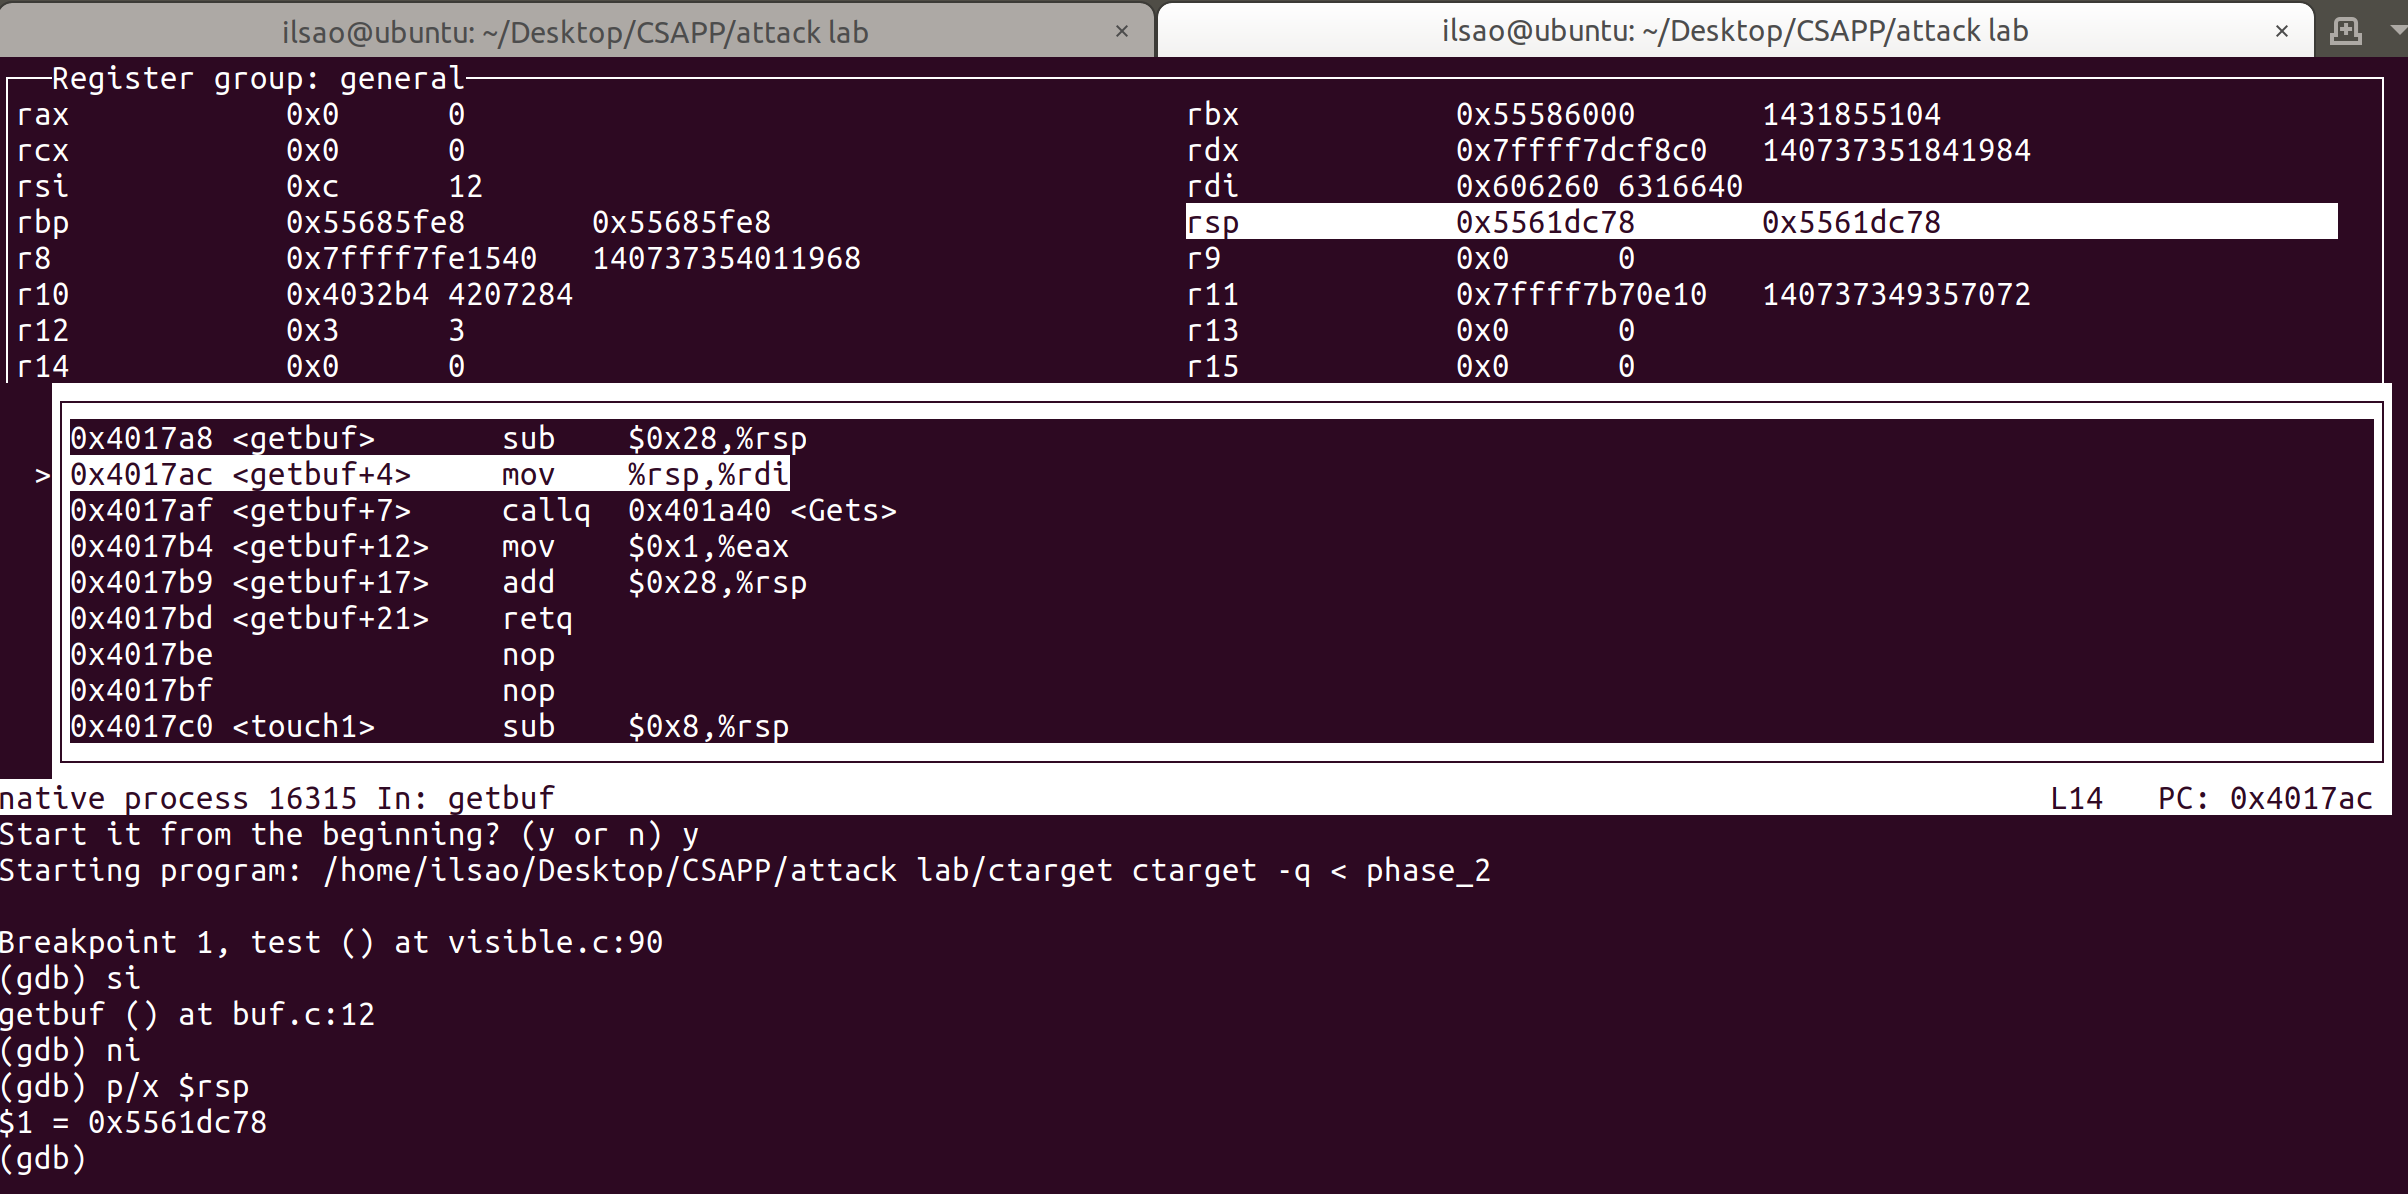 ilsao@ubuntu: ~/Desktop/CSAPP/attack lab × ilsao@ubuntu: ~/Desktop/CSAPP/attack lab ×
Register group: general
rax 0x0 0 rbx 0x55586000 1431855104
rcx 0x0 0 rdx 0x7ffff7dcf8c0 140737351841984
rsi 0xc 12 rdi 0x606260 6316640
rbp 0x55685fe8 0x55685fe8 rsp 0x5561dc78 0x5561dc78
r8 0x7ffff7fe1540 140737354011968 r9 0x0 0
r10 0x4032b4 4207284 r11 0x7ffff7b70e10 140737349357072
r12 0x3 3 r13 0x0 0
r14 0x0 0 r15 0x0 0
0x4017a8 <getbuf> sub $0x28,%rsp
>0x4017ac <getbuf+4> mov %rsp,%rdi
0x4017af <getbuf+7> callq 0x401a40 <Gets>
0x4017b4 <getbuf+12> mov $0x1,%eax
0x4017b9 <getbuf+17> add $0x28,%rsp
0x4017bd <getbuf+21> retq
0x4017be nop
0x4017bf nop
0x4017c0 <touch1> sub $0x8,%rsp
native process 16315 In: getbuf L14 PC: 0x4017ac
Start it from the beginning? (y or n) y
Starting program: /home/ilsao/Desktop/CSAPP/attack lab/ctarget ctarget -q < phase_2
Breakpoint 1, test () at visible.c:90
(gdb) si
getbuf () at buf.c:12
(gdb) ni
(gdb) p/x $rsp
$1 = 0x5561dc78
(gdb)